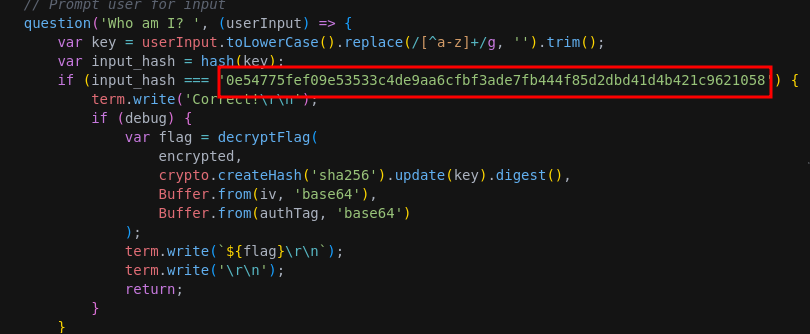 // Prompt user for input
question('Who am I? ', (userInput) => {
var key = userInput.toLowerCase().replace(/[^a-z]+/g, '').trim();
var input_hash = hash(key);
if (input_hash === '0e54775fef09e53533c4de9aa6cfbf3ade7fb444f85d2dbd41d4b421c9621058') {
term.write('Correct!\r\n');
if (debug) {
var flag = decryptFlag(
encrypted,
crypto.createHash('sha256').update(key).digest(),
Buffer.from(iv, 'base64'),
Buffer.from(authTag, 'base64')
);
term.write(`${flag}\r\n`);
term.write('\r\n');
return;
}
}